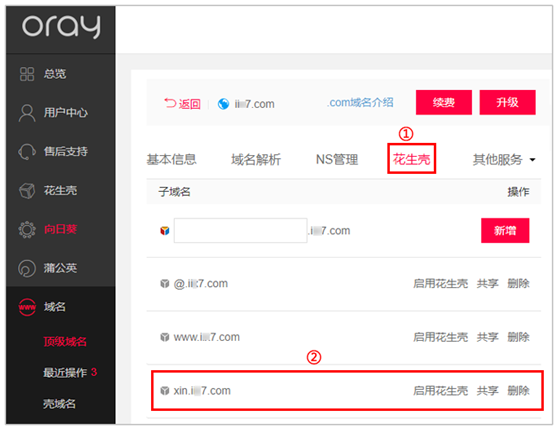 oray
总览
用户中心
售后支持
花生壳
向日葵
蒲公英
域名
顶级域名
最近操作 3
壳域名
返回 7.com .com域名介绍 续费 升级
①
基本信息 域名解析 NS管理 花生壳 其他服务
子域名 操作
7.com 新增
@. 7.com 启用花生壳 共享 删除
www. 7.com 启用花生壳 共享 删除
②
xin. 7.com 启用花生壳 共享 删除